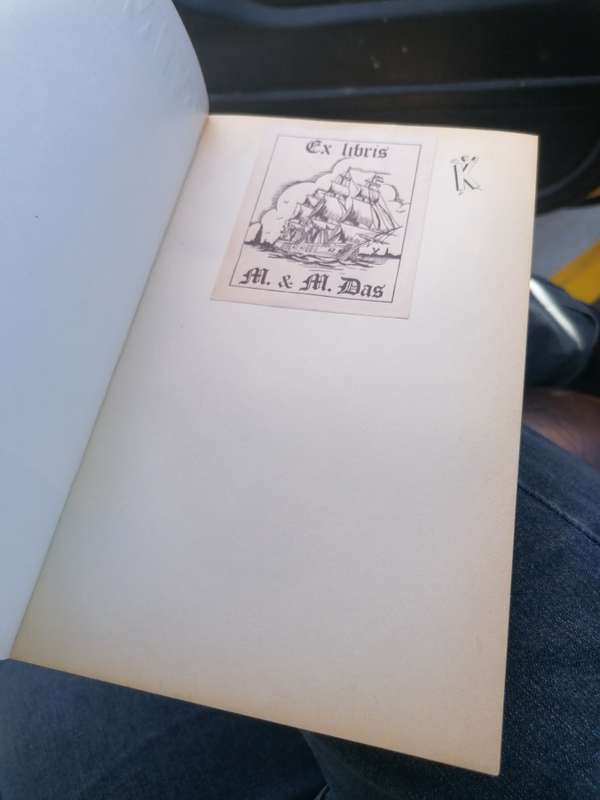 Ex libris
M. & M. Das
K